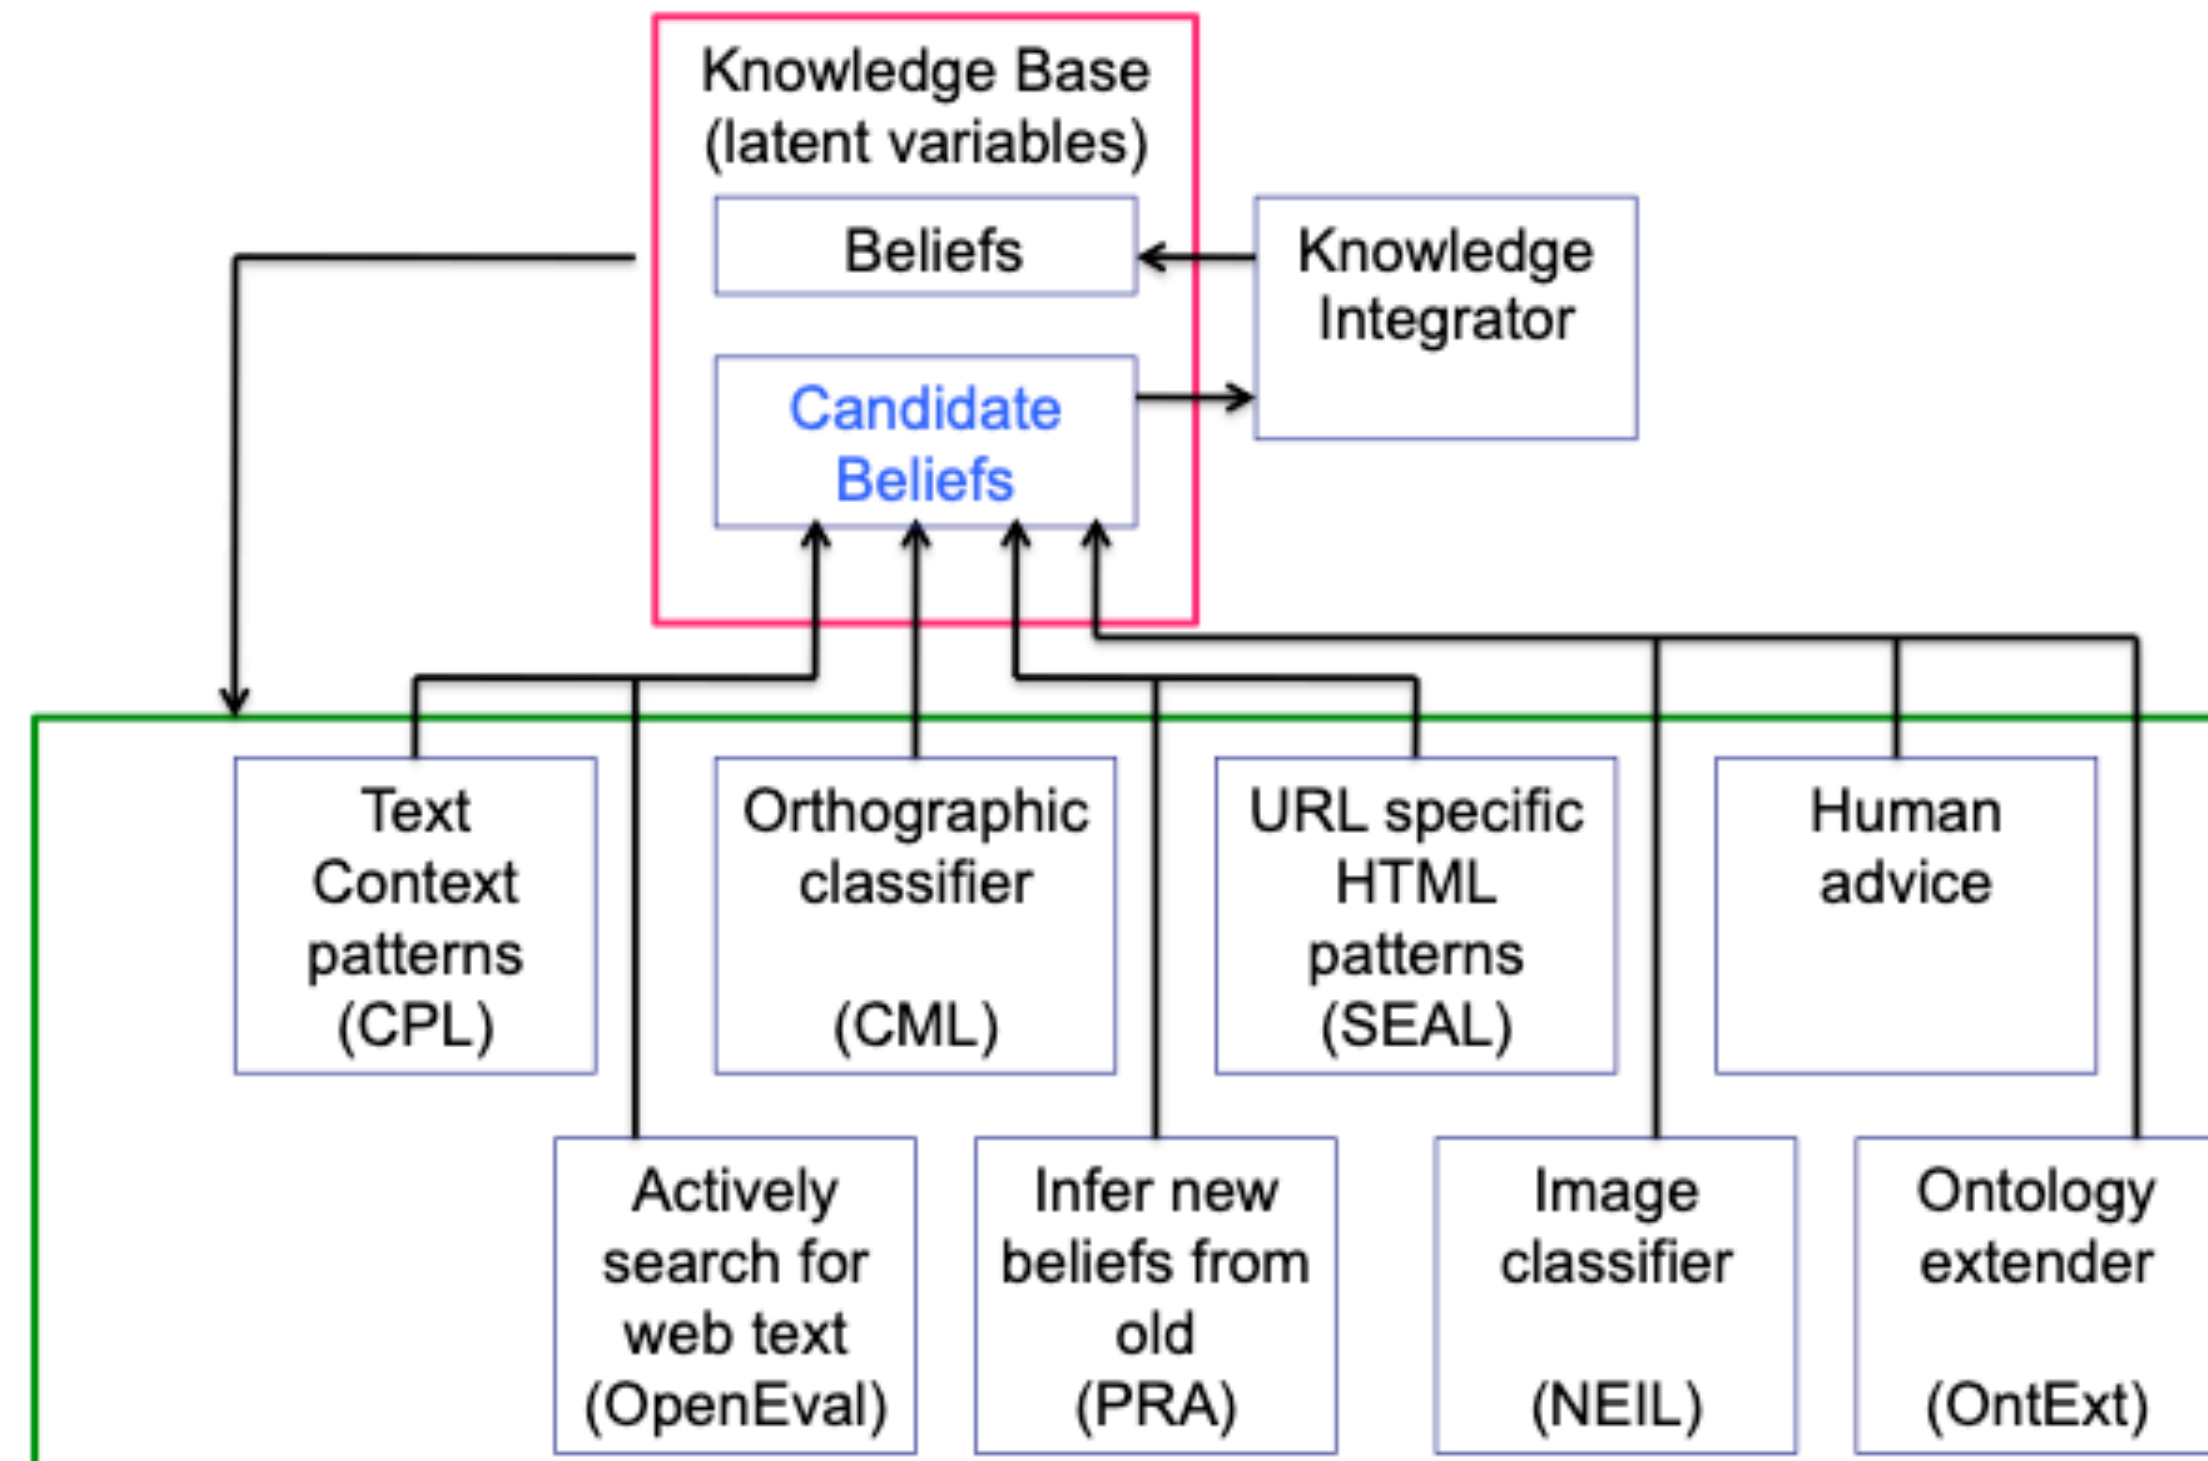 Knowledge Base
(latent variables)
Beliefs
Knowledge
Integrator
Candidate
Beliefs
Text
Context
patterns
(CPL)
Orthographic
classifier
(CML)
URL specific
HTML
patterns
(SEAL)
Human
advice
Actively
search for
web text
(OpenEval)
Infer new
beliefs from
old
(PRA)
Image
classifier
(NEIL)
Ontology
extender
(OntExt)